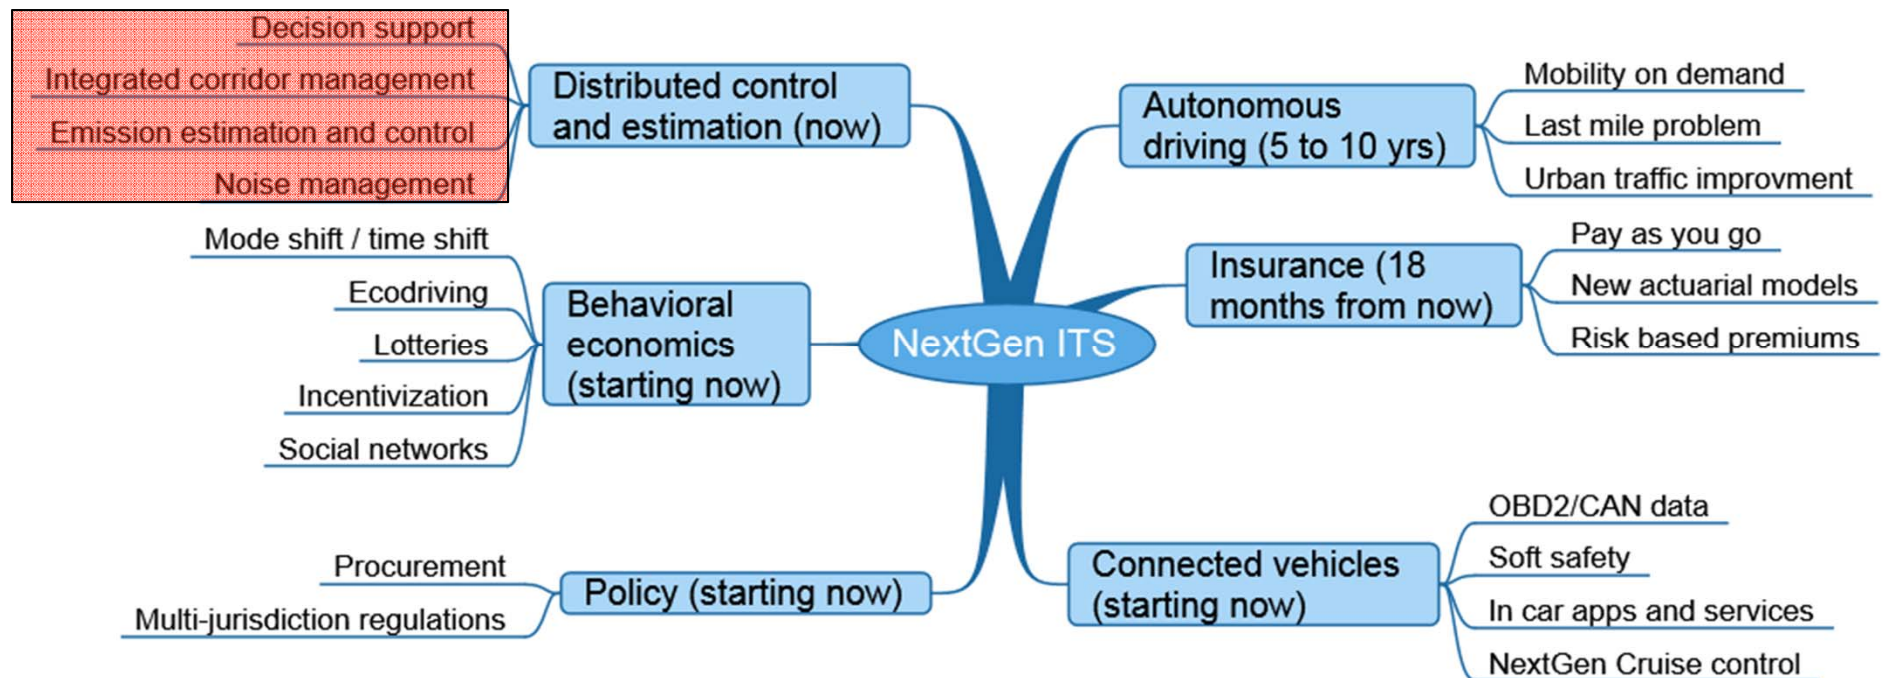 Decision support
Integrated corridor management
Emission estimation and control
Noise management
Distributed control
and estimation (now)
Mode shift / time shift
Ecodriving
Lotteries
Incentivization
Social networks
Behavioral
economics
(starting now)
Procurement
Multi-jurisdiction regulations
Policy (starting now)
NextGen ITS
Autonomous
driving (5 to 10 yrs)
Mobility on demand
Last mile problem
Urban traffic improvment
Insurance (18
months from now)
Pay as you go
New actuarial models
Risk based premiums
Connected vehicles
(starting now)
OBD2/CAN data
Soft safety
In car apps and services
NextGen Cruise control